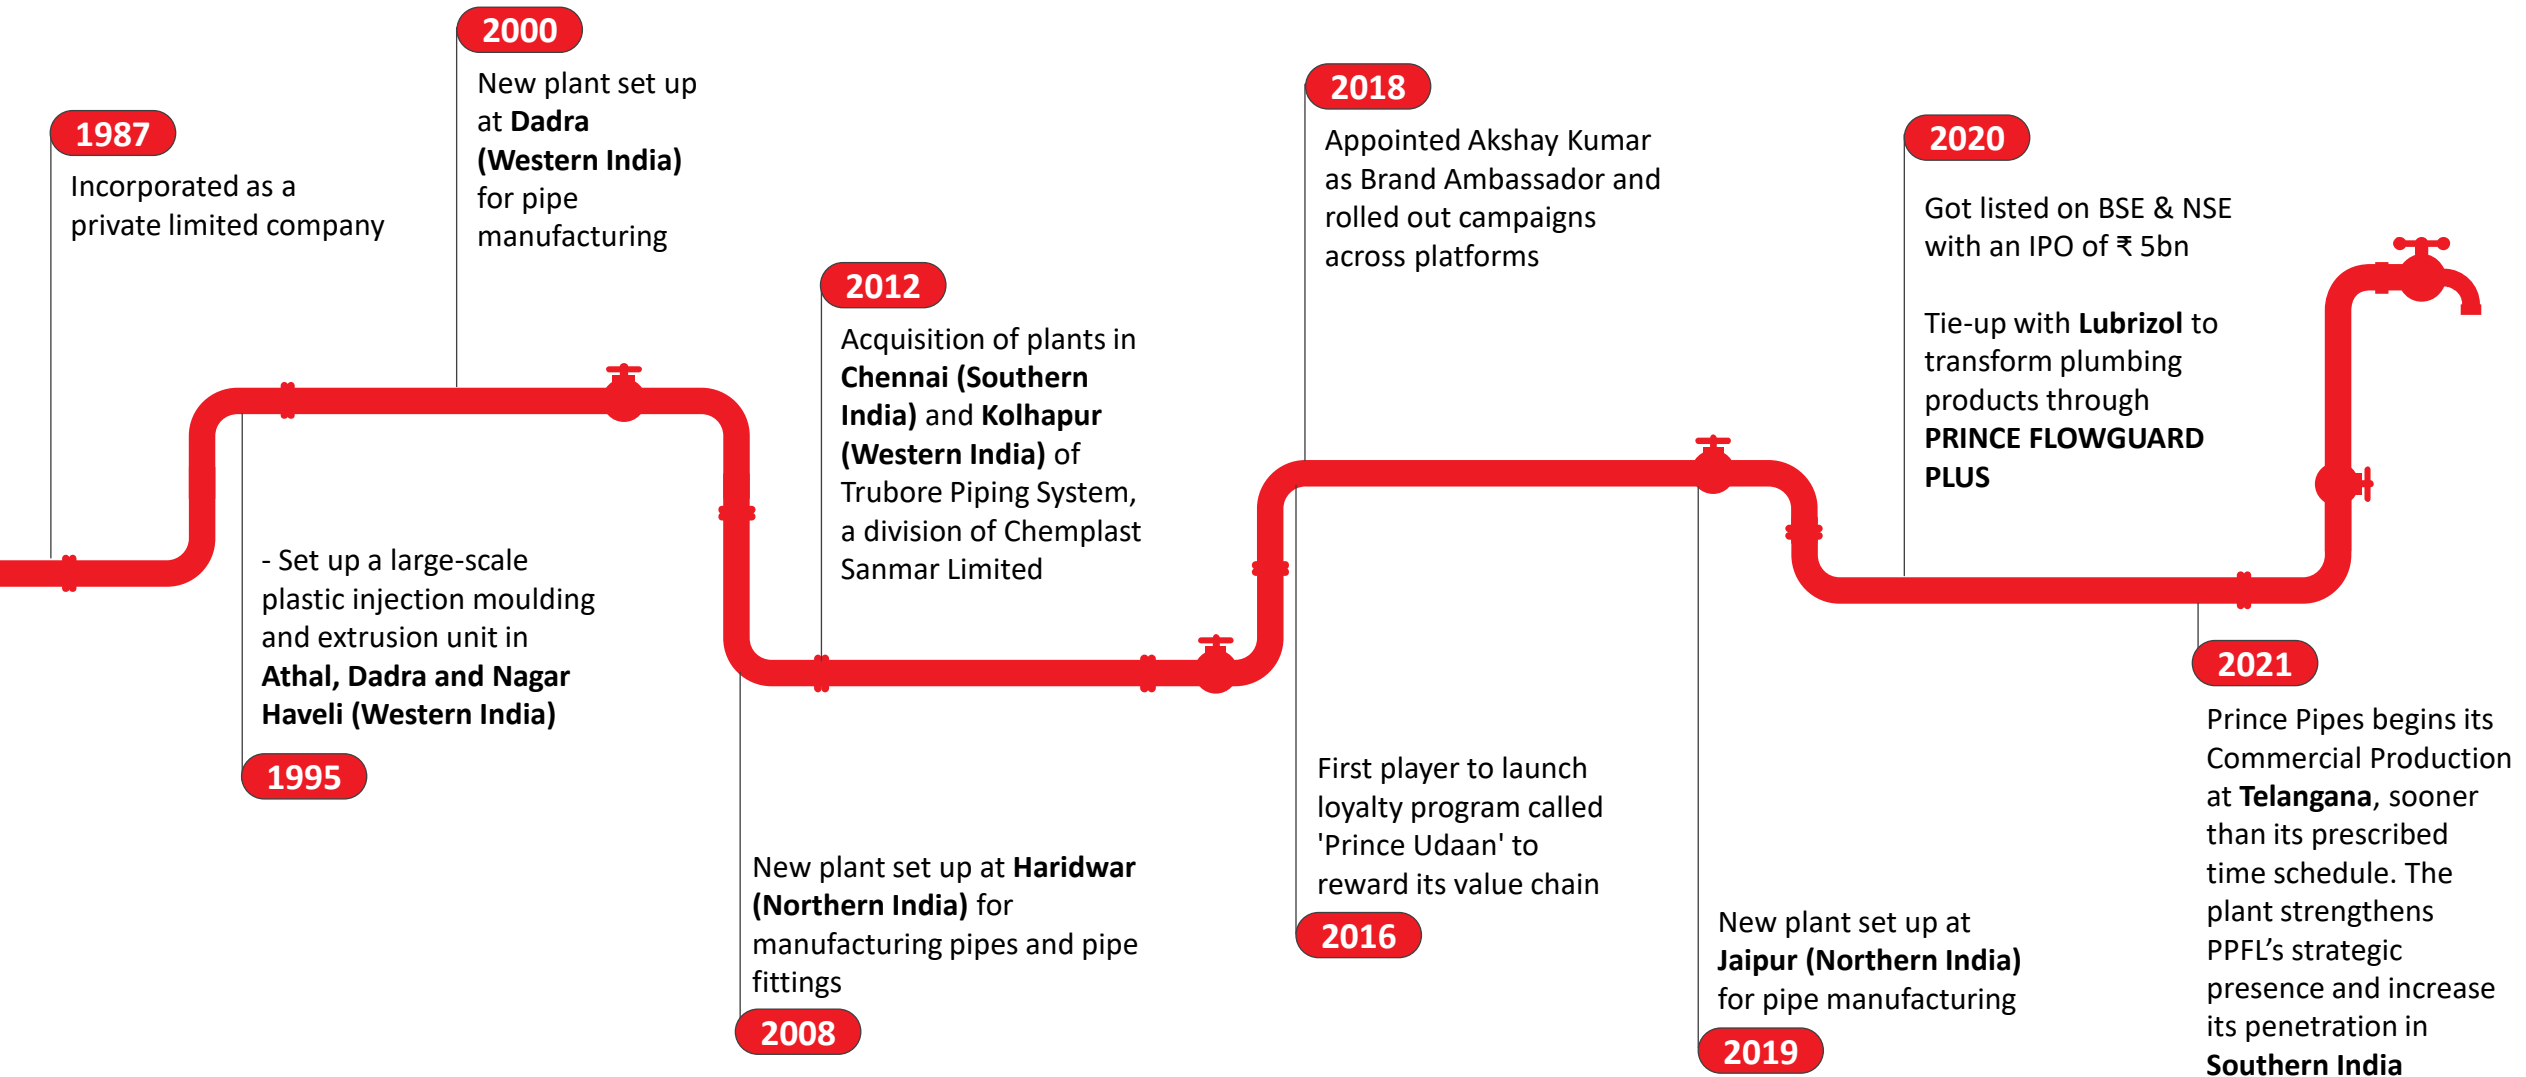 1987
Incorporated as a
private limited company
- Set up a large-scale
plastic injection moulding
and extrusion unit in
Athal, Dadra and Nagar
Haveli (Western India)
1995
2000
New plant set up
at Dadra
(Western India)
for pipe
manufacturing
New plant set up at Haridwar
(Northern India) for
manufacturing pipes and pipe
fittings
2008
2012
Acquisition of plants in
Chennai (Southern
India) and Kolhapur
(Western India) of
Trubore Piping System,
a division of Chemplast
Sanmar Limited
First player to launch
loyalty program called
'Prince Udaan' to
reward its value chain
2016
2018
Appointed Akshay Kumar
as Brand Ambassador and
rolled out campaigns
across platforms
New plant set up at
Jaipur (Northern India)
for pipe manufacturing
2019
2020
Got listed on BSE & NSE
with an IPO of ₹ 5bn
Tie-up with Lubrizol to
transform plumbing
products through
PRINCE FLOWGUARD
PLUS
2021
Prince Pipes begins its
Commercial Production
at Telangana, sooner
than its prescribed
time schedule. The
plant strengthens
PPFL’s strategic
presence and increase
its penetration in
Southern India